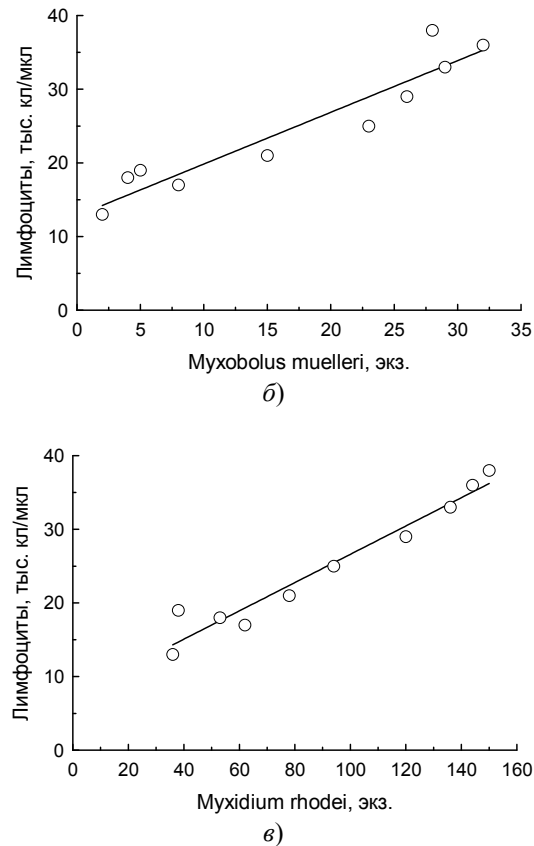 40
30
20
10
0
Лимфоциты, тыс. кл/мкл
0 5 10 15 20 25 30 35
Myxobolus muelleri, экз.
б)
40
30
20
10
0
Лимфоциты, тыс. кл/мкл
0 20 40 60 80 100 120 140 160
Myxidium rhodei, экз.
в)